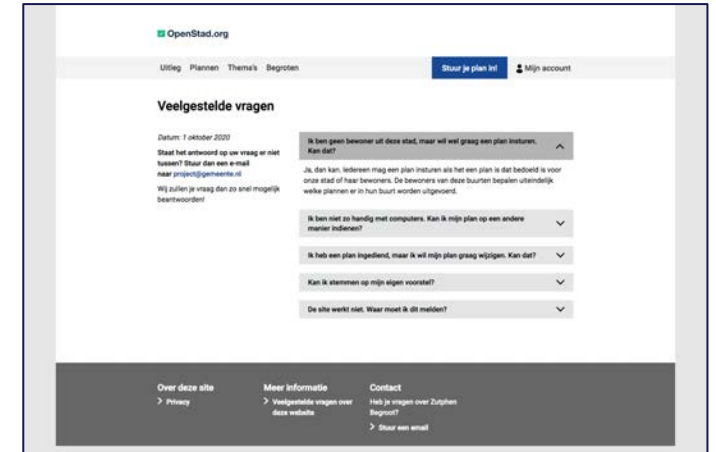 OpenStad.org
Uitleg Plannen Thema's Begroten Stuur je plan in! Mijn account
Veelgestelde vragen
Datum: 1 oktober 2020
Staat het antwoord op uw vraag er niet
tussen? Stuur dan een e-mail
naar project@gemeente.nl
Wij zullen je vraag dan zo snel mogelijk
beantwoorden!
Ik ben geen bewoner uit deze stad, maar wil wel graag een plan insturen.
Kan dat?
Ja, dan kan. Iedereen mag een plan insturen als het een plan is dat bedoeld is voor
onze stad of haar bewoners. De bewoners van deze buurten bepalen uiteindelijk
welke plannen er in hun buurt worden uitgevoerd.
Ik ben niet zo handig met computers. Kan ik mijn plan op een andere
manier indienen?
Ik heb een plan ingediend, maar ik wil mijn plan graag wijzigen. Kan dat?
Kan ik stemmen op mijn eigen voorstel?
De site werkt niet. Waar moet ik dit melden?
Over deze site
Privacy
Meer informatie
Veelgestelde vragen over
deze website
Contact
Heb je vragen over Zutphen
Begroot?
Stuur een email